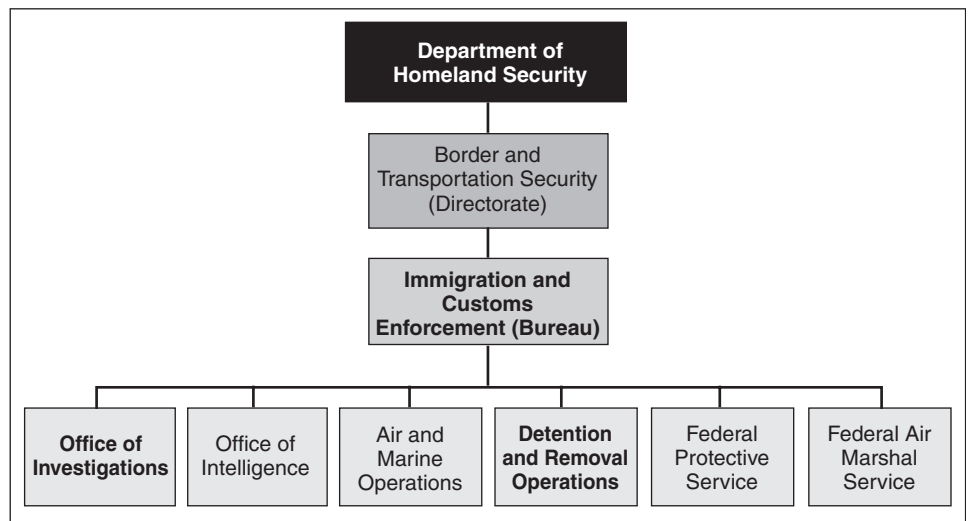 Department of
Homeland Security
Border and
Transportation Security
(Directorate)
Immigration and
Customs
Enforcement (Bureau)
Office of
Investigations
Office of
Intelligence
Air and
Marine
Operations
Detention
and Removal
Operations
Federal
Protective
Service
Federal Air
Marshal
Service